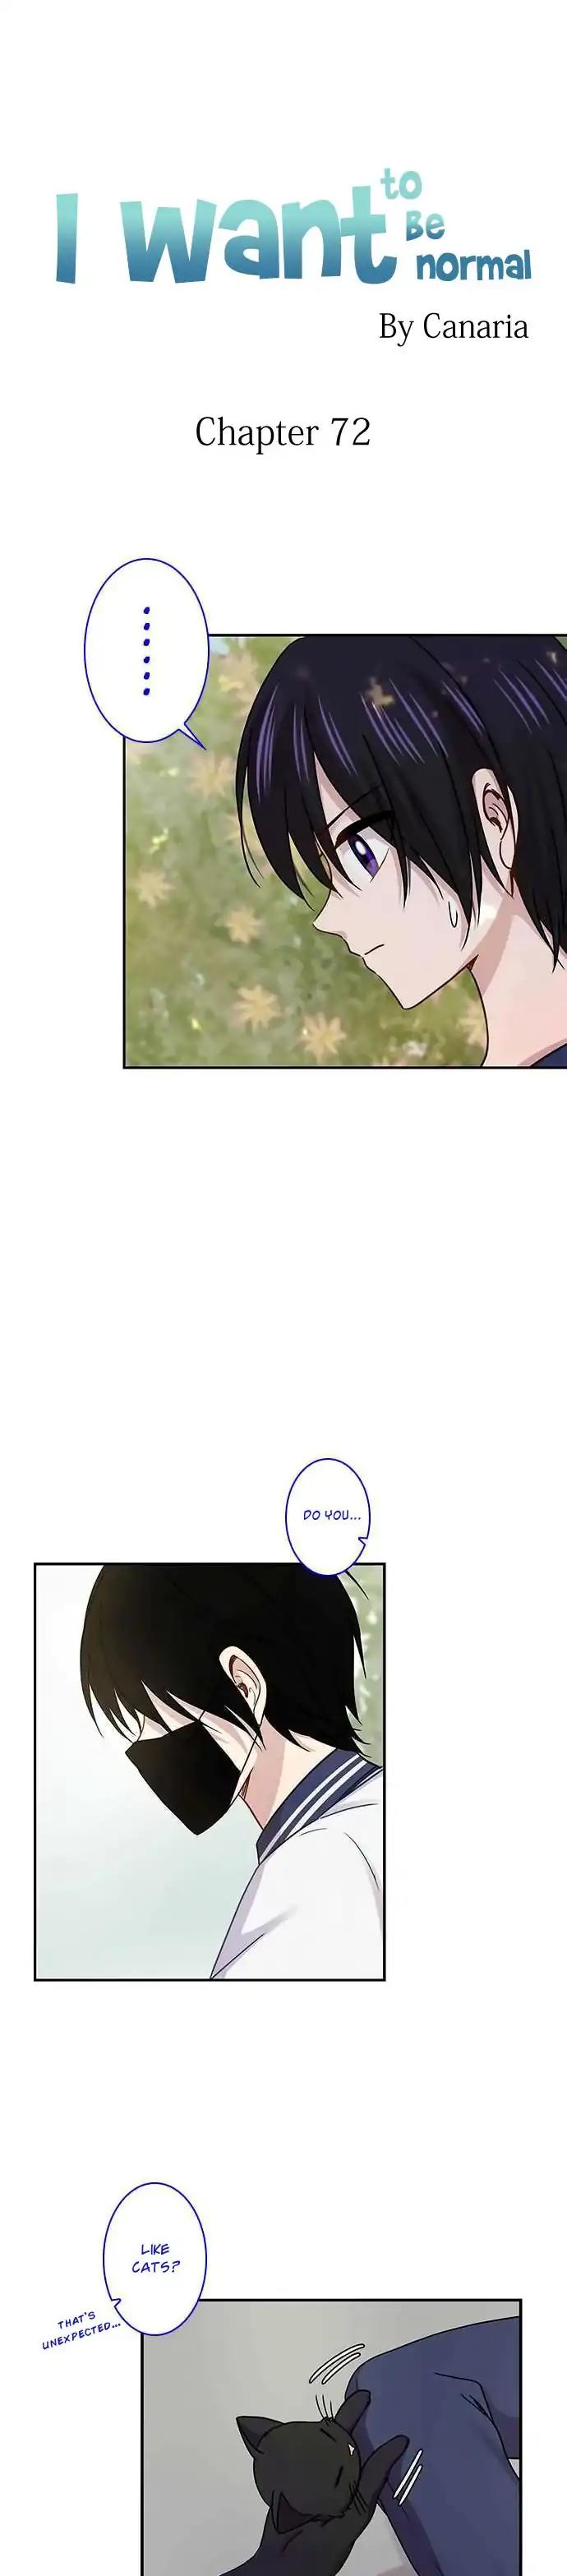 I want to
Be
normal
By Canaria
Chapter 72
......
DO YOU...
LIKE
CATS?
THAT'S
UNEXPECTED...